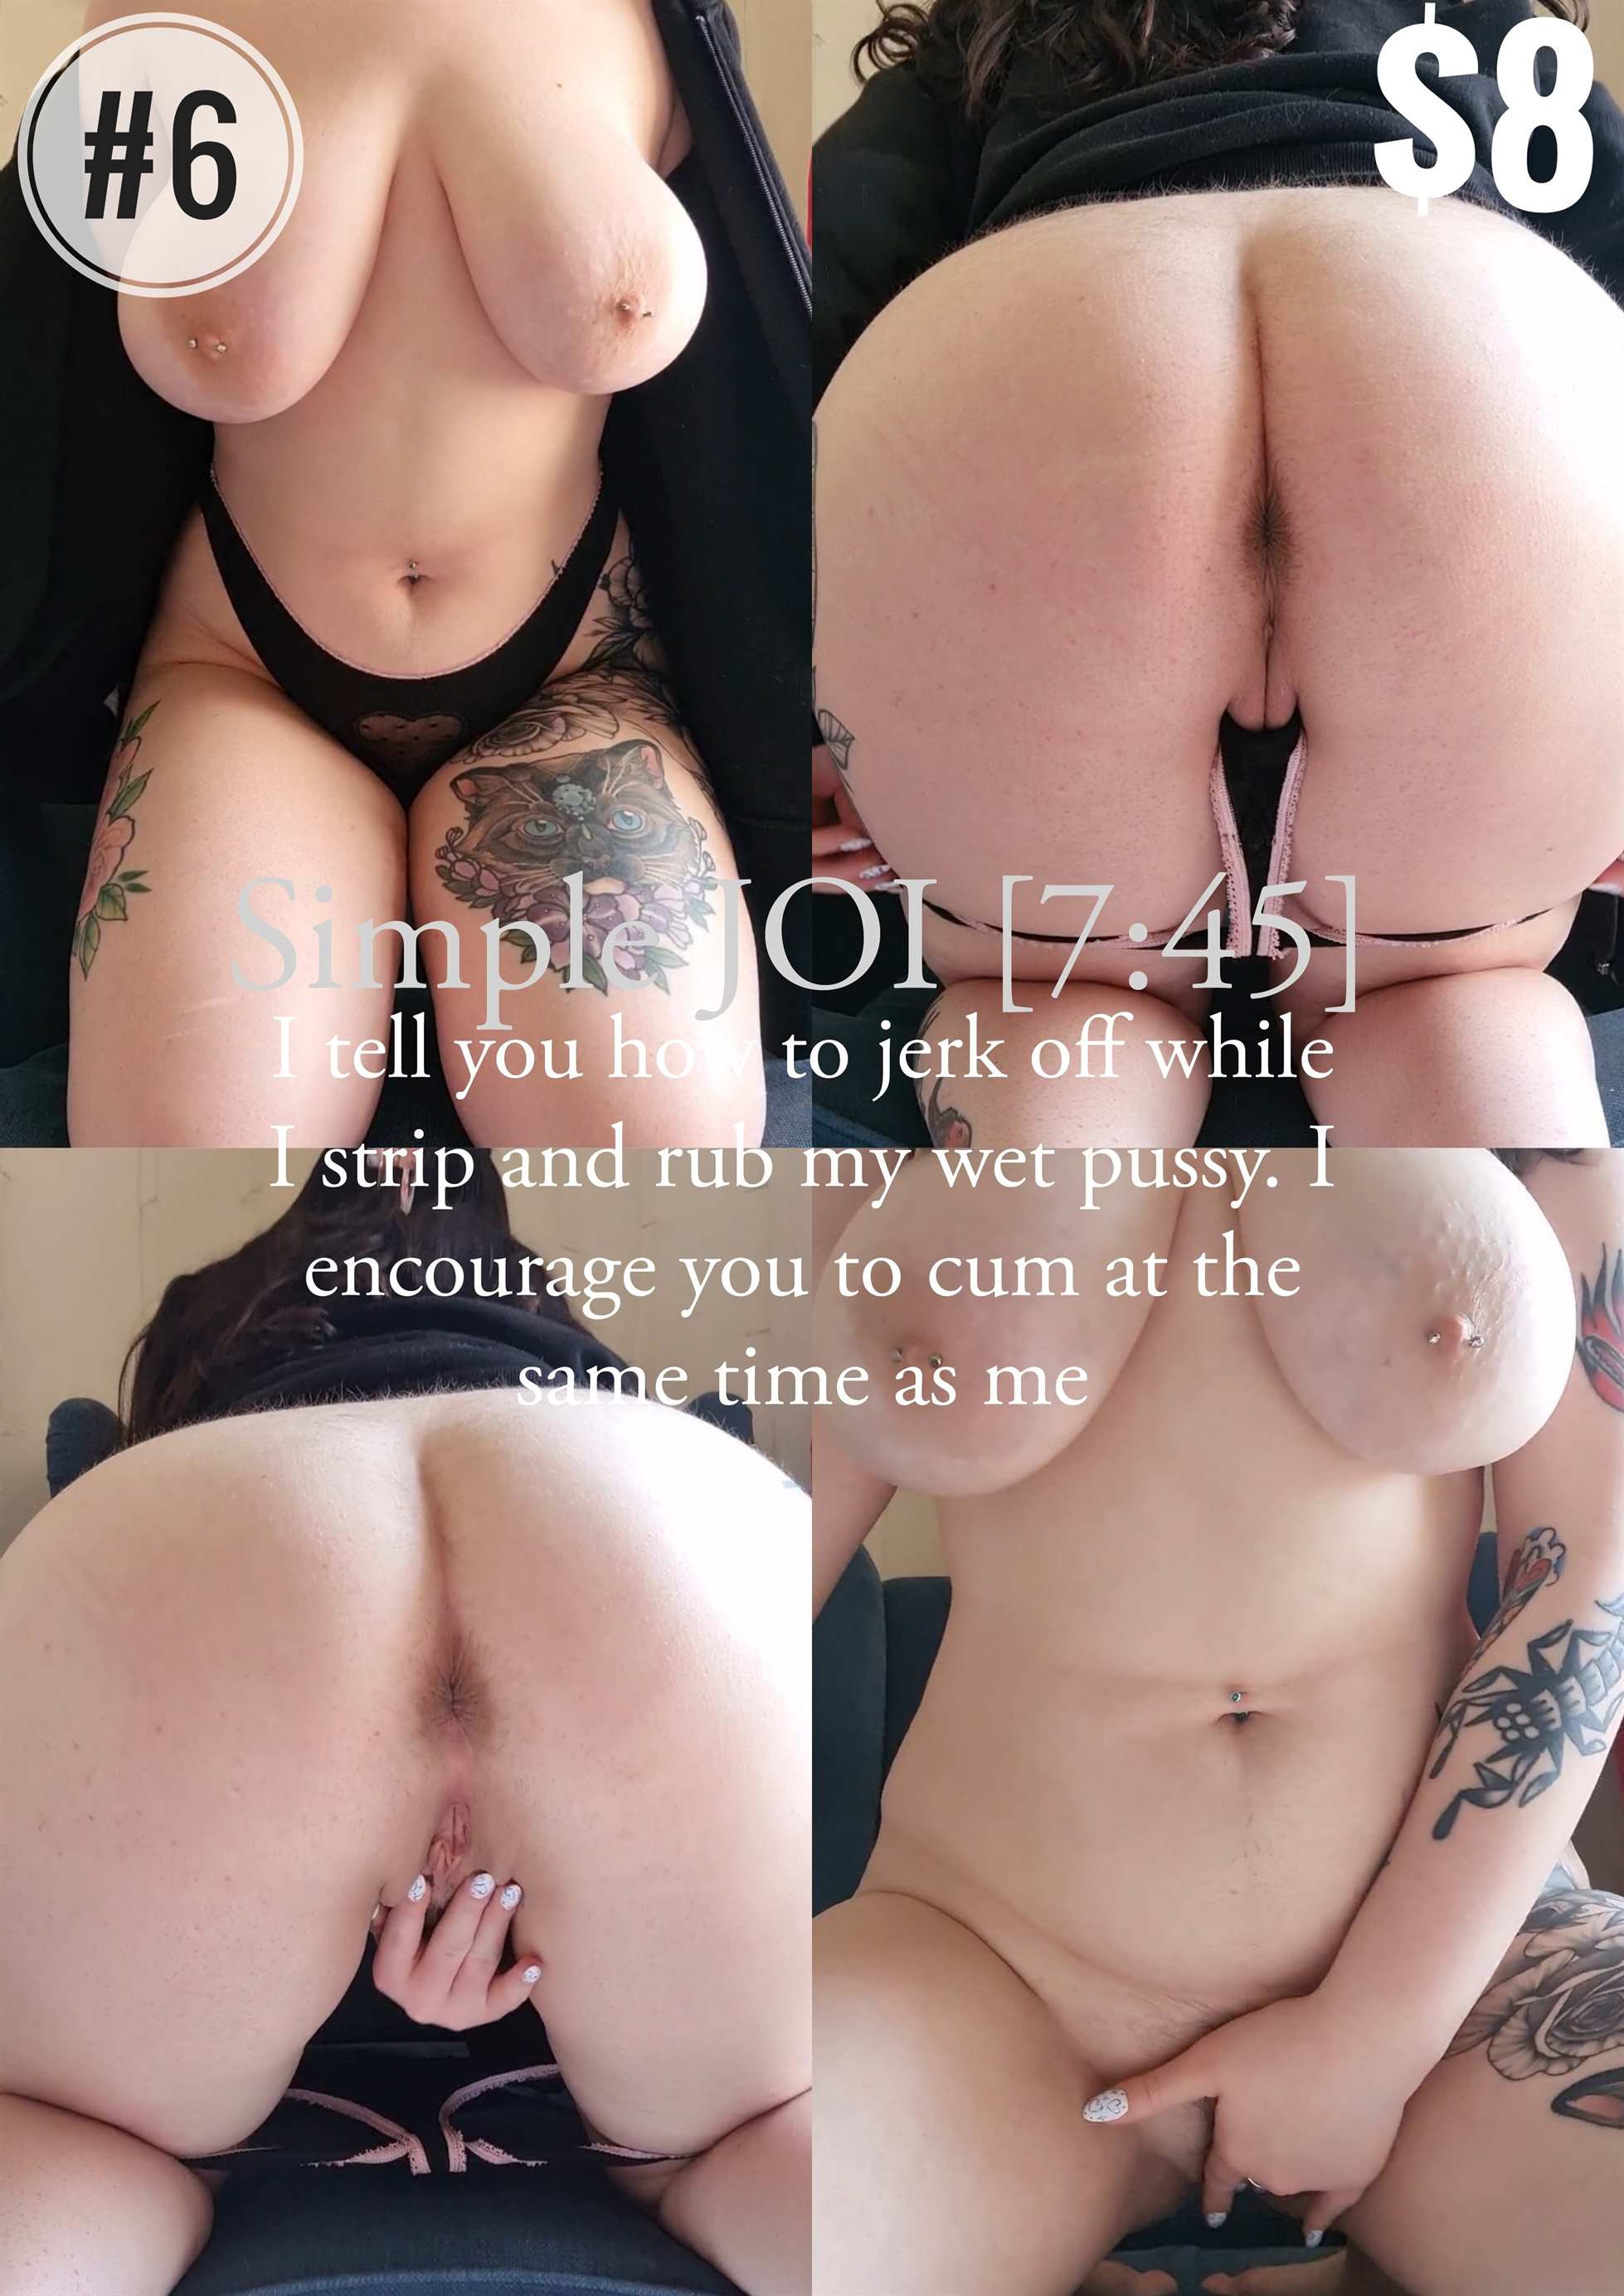 #6
$8
Simple JOI [7:45]
I tell you how to jerk off while
I strip and rub my wet pussy. I
encourage you to cum at the
same time as me